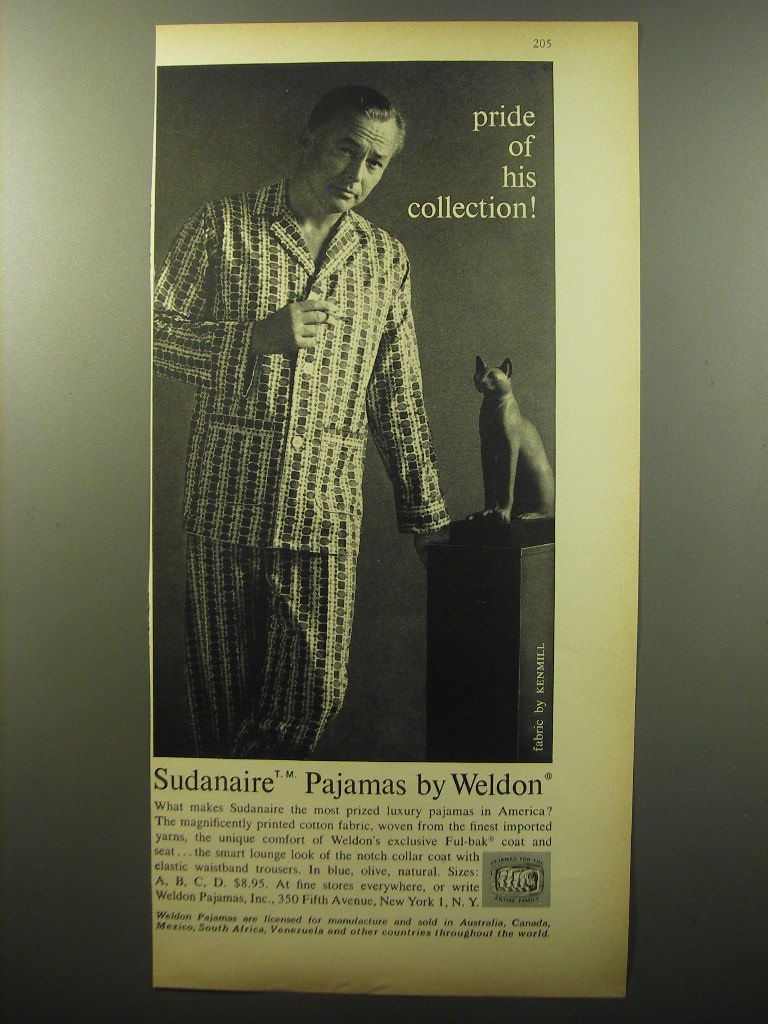 205
pride
of
his
collection!
fabric by KENMILL
Sudanaire T.M. Pajamas by Weldon®
What makes Sudanaire the most prized luxury pajamas in America?
The magnificently printed cotton fabric, woven from the finest imported
yarns, the unique comfort of Weldon's exclusive Ful-bak® coat and
seat...the smart lounge look of the notch collar coat with
elastic waistband trousers. In blue, olive, natural. Sizes:
A, B, C, D. $8.95. At fine stores everywhere, or write
Weldon Pajamas, Inc., 350 Fifth Avenue, New York 1, N. Y.
PAJAMAS FOR THE
ENTIRE FAMILY
Weldon Pajamas are licensed for manufacture and sold in Australia, Canada,
Mexico, South Africa, Venezuela and other countries throughout the world.